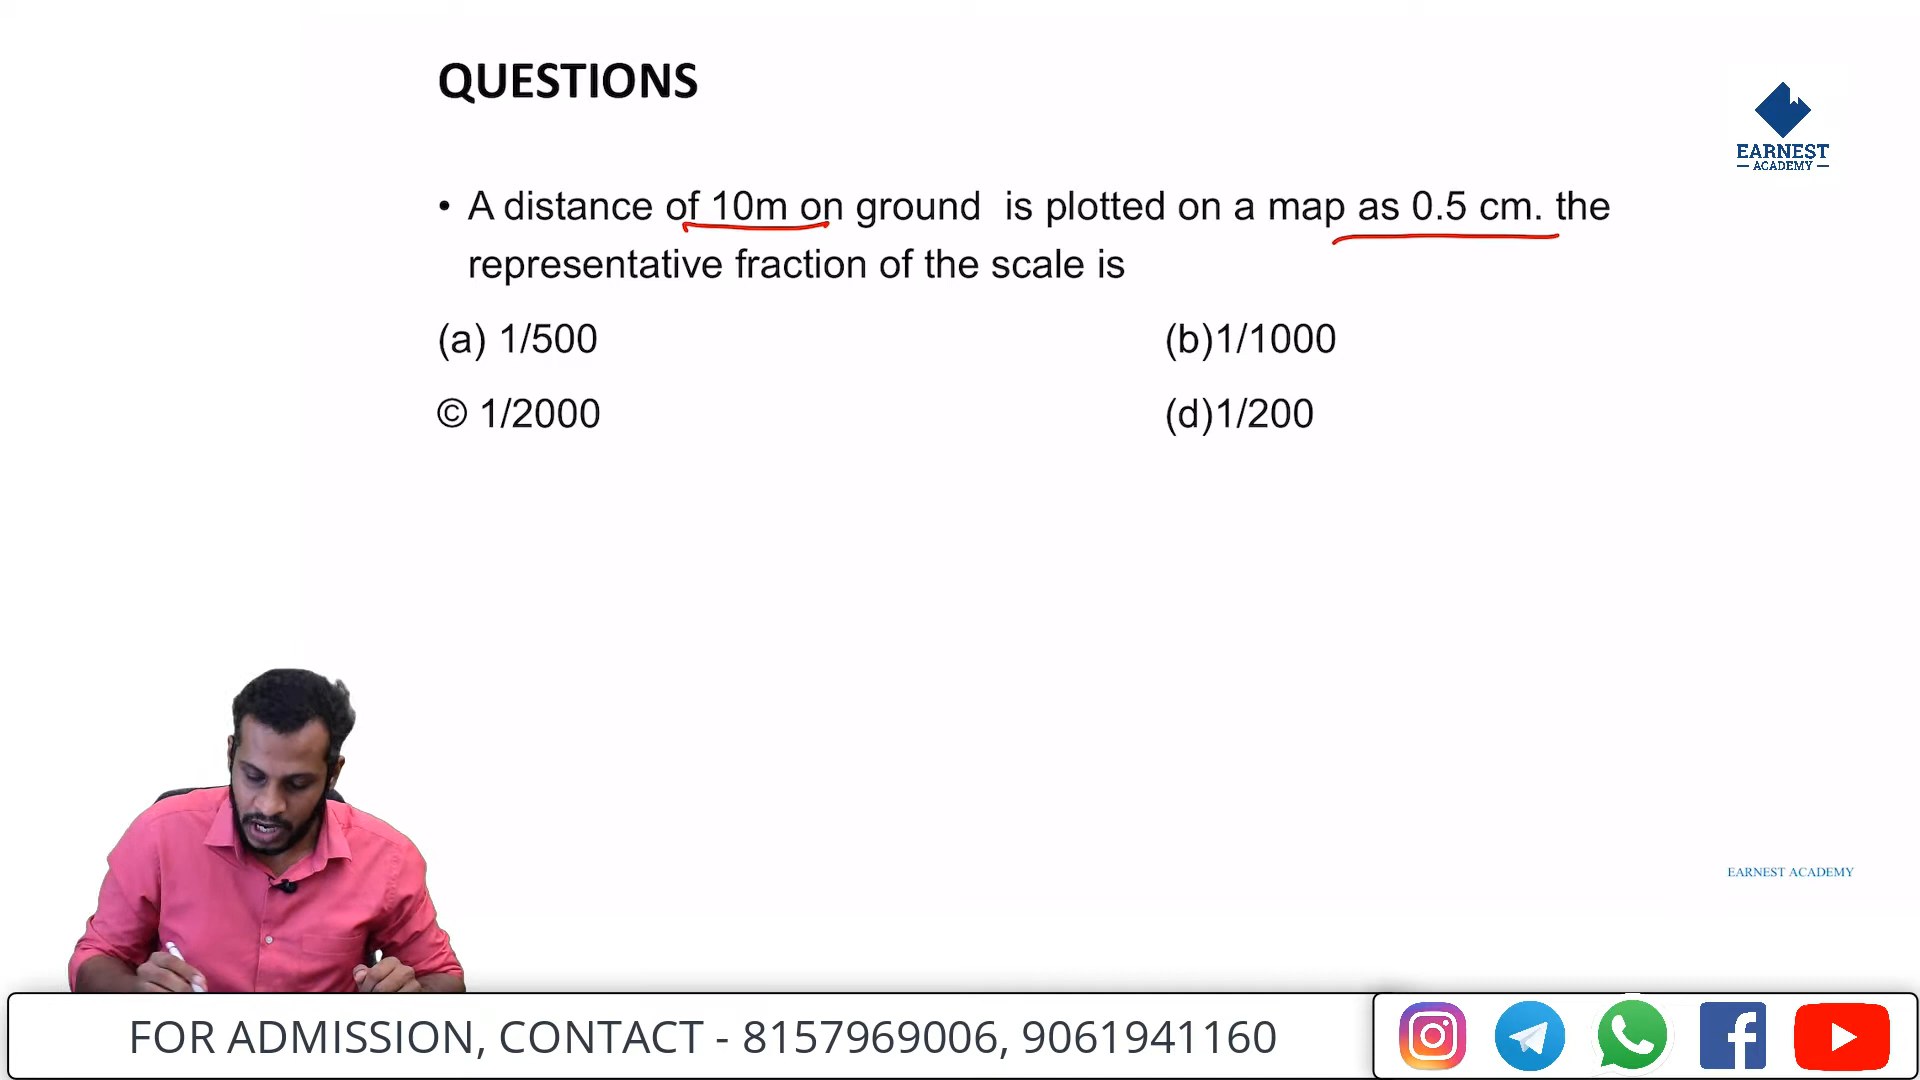 QUESTIONS
EARNEST
ACADEMY
• A distance of 10m on ground is plotted on a map as 0.5 cm. the
representative fraction of the scale is
(a) 1/500 (b)1/1000
© 1/2000 (d)1/200
EARNEST ACADEMY
FOR ADMISSION, CONTACT - 8157969006, 9061941160